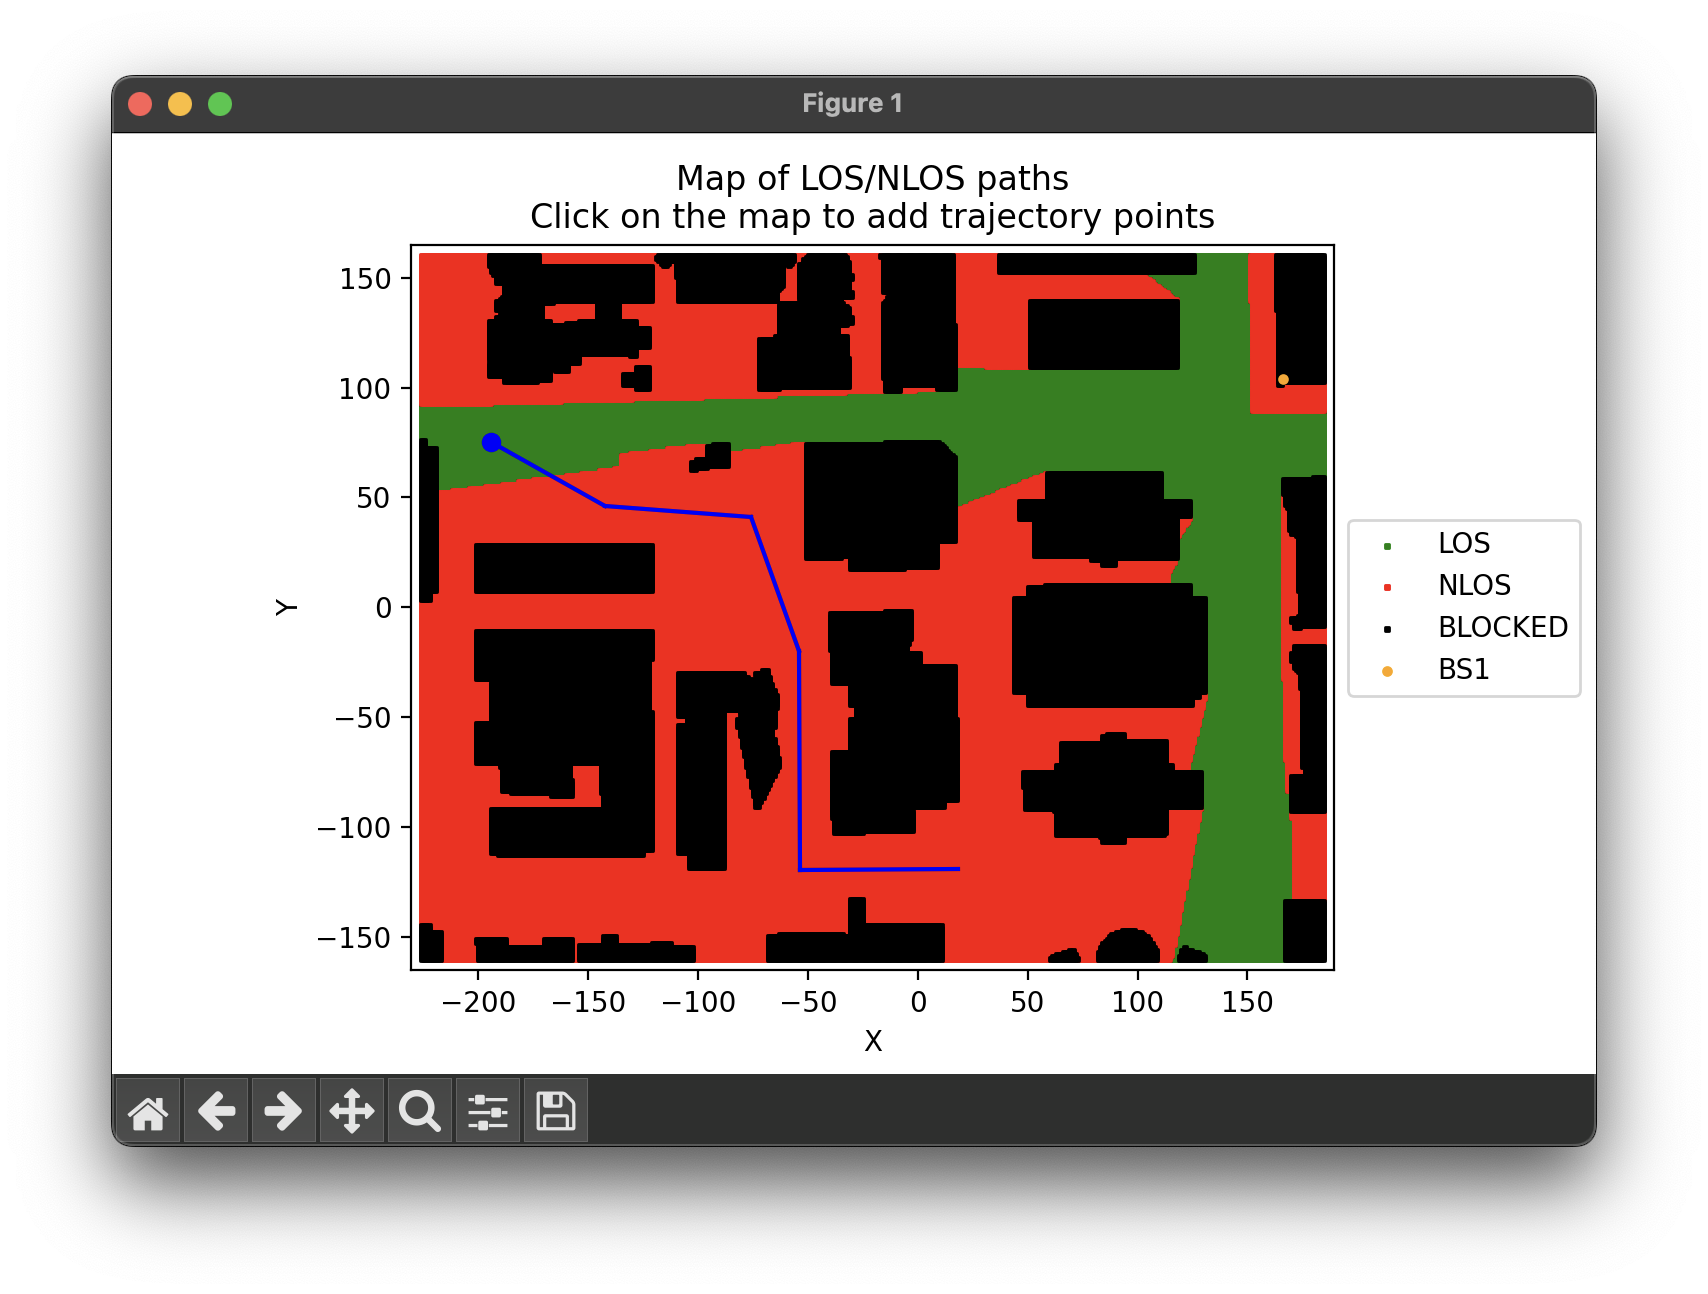 Figure 1
Map of LOS/NLOS paths
Click on the map to add trajectory points
150
100
50
0
−50
−100
−150
Y
−200
−150
−100
−50
0
50
100
150
X
LOS
NLOS
BLOCKED
BS1